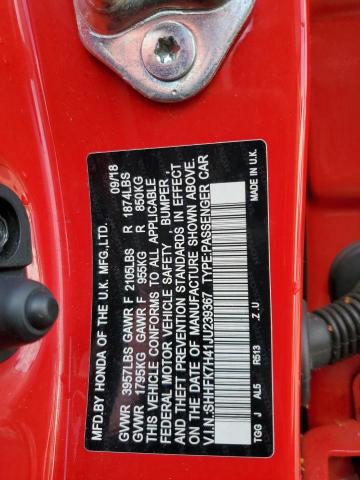 MFD.BY HONDA OF THE U.K. MFG.,LTD. 09/18
GVWR 3957LBS GAWR F 2105LBS R 1874LBS
GVWR 1795KG GAWR F 955KG R 850KG
THIS VEHICLE CONFORMS TO ALL APPLICABLE
FEDERAL MOTOR VEHICLE SAFETY , BUMPER ,
AND THEFT PREVENTION STANDARDS IN EFFECT
ON THE DATE OF MANUFACTURE SHOWN ABOVE.
V.I.N.:SHHFK7H41JU239367 TYPE:PASSENGER CAR
TGG J AL5 R513 .Z .U MADE IN U.K.